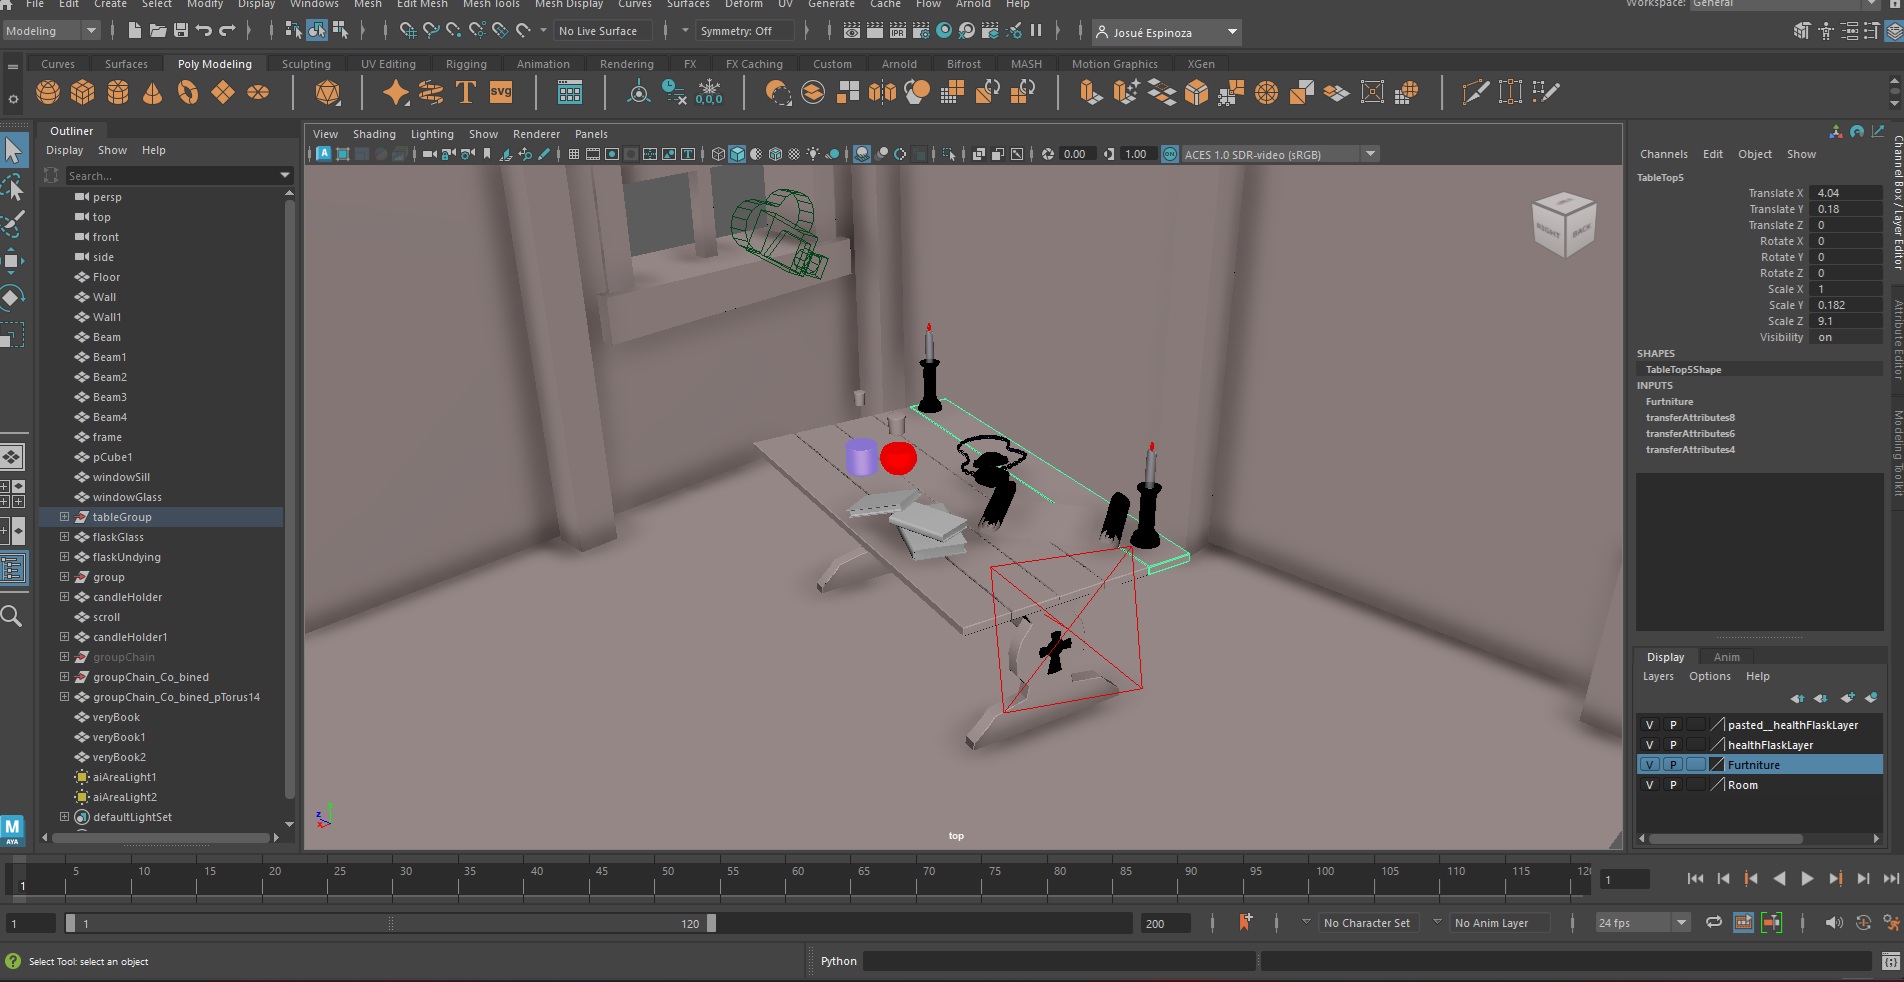 File Edit Create Select Modify Display Windows Mesh Edit Mesh Mesh Tools Mesh Display Curves Surfaces Deform UV Generate Cache Flow Arnold Help
Workspace: General
Modeling
No Live Surface
Symmetry: Off
IPR
Josué Espinoza
Curves Surfaces Poly Modeling Sculpting UV Editing Rigging Animation Rendering FX FX Caching Custom Arnold Bifrost MASH Motion Graphics XGen
T svg 0,0,0
Outliner
Display Show Help
Search...
persp
top
front
side
Floor
Wall
Wall1
Beam
Beam1
Beam2
Beam3
Beam4
frame
pCube1
windowSill
windowGlass
tableGroup
flaskGlass
flaskUndying
group
candleHolder
scroll
candleHolder1
groupChain
groupChain_Co_bined
groupChain_Co_bined_pTorus14
veryBook
veryBook1
veryBook2
aiAreaLight1
aiAreaLight2
defaultLightSet
View Shading Lighting Show Renderer Panels
0.00
1.00
ACES 1.0 SDR-video (sRGB)
RIGHT
BACK
top
Channels Edit Object Show
TableTop5
Translate X 4.04
Translate Y 0.18
Translate Z 0
Rotate X 0
Rotate Y 0
Rotate Z 0
Scale X 1
Scale Y 0.182
Scale Z 9.1
Visibility on
SHAPES
TableTop5Shape
INPUTS
Furtniture
transferAttributes8
transferAttributes6
transferAttributes4
Channel Box / Layer Editor
Attribute Editor
Modeling Toolkit
Display Anim
Layers Options Help
V P pasted__healthFlaskLayer
V P healthFlaskLayer
V P Furtniture
V P Room
M
AYA
1 5 10 15 20 25 30 35 40 45 50 55 60 65 70 75 80 85 90 95 100 105 110 115 12
1
1
1
120
200
No Character Set
No Anim Layer
24 fps
Select Tool: select an object
Python